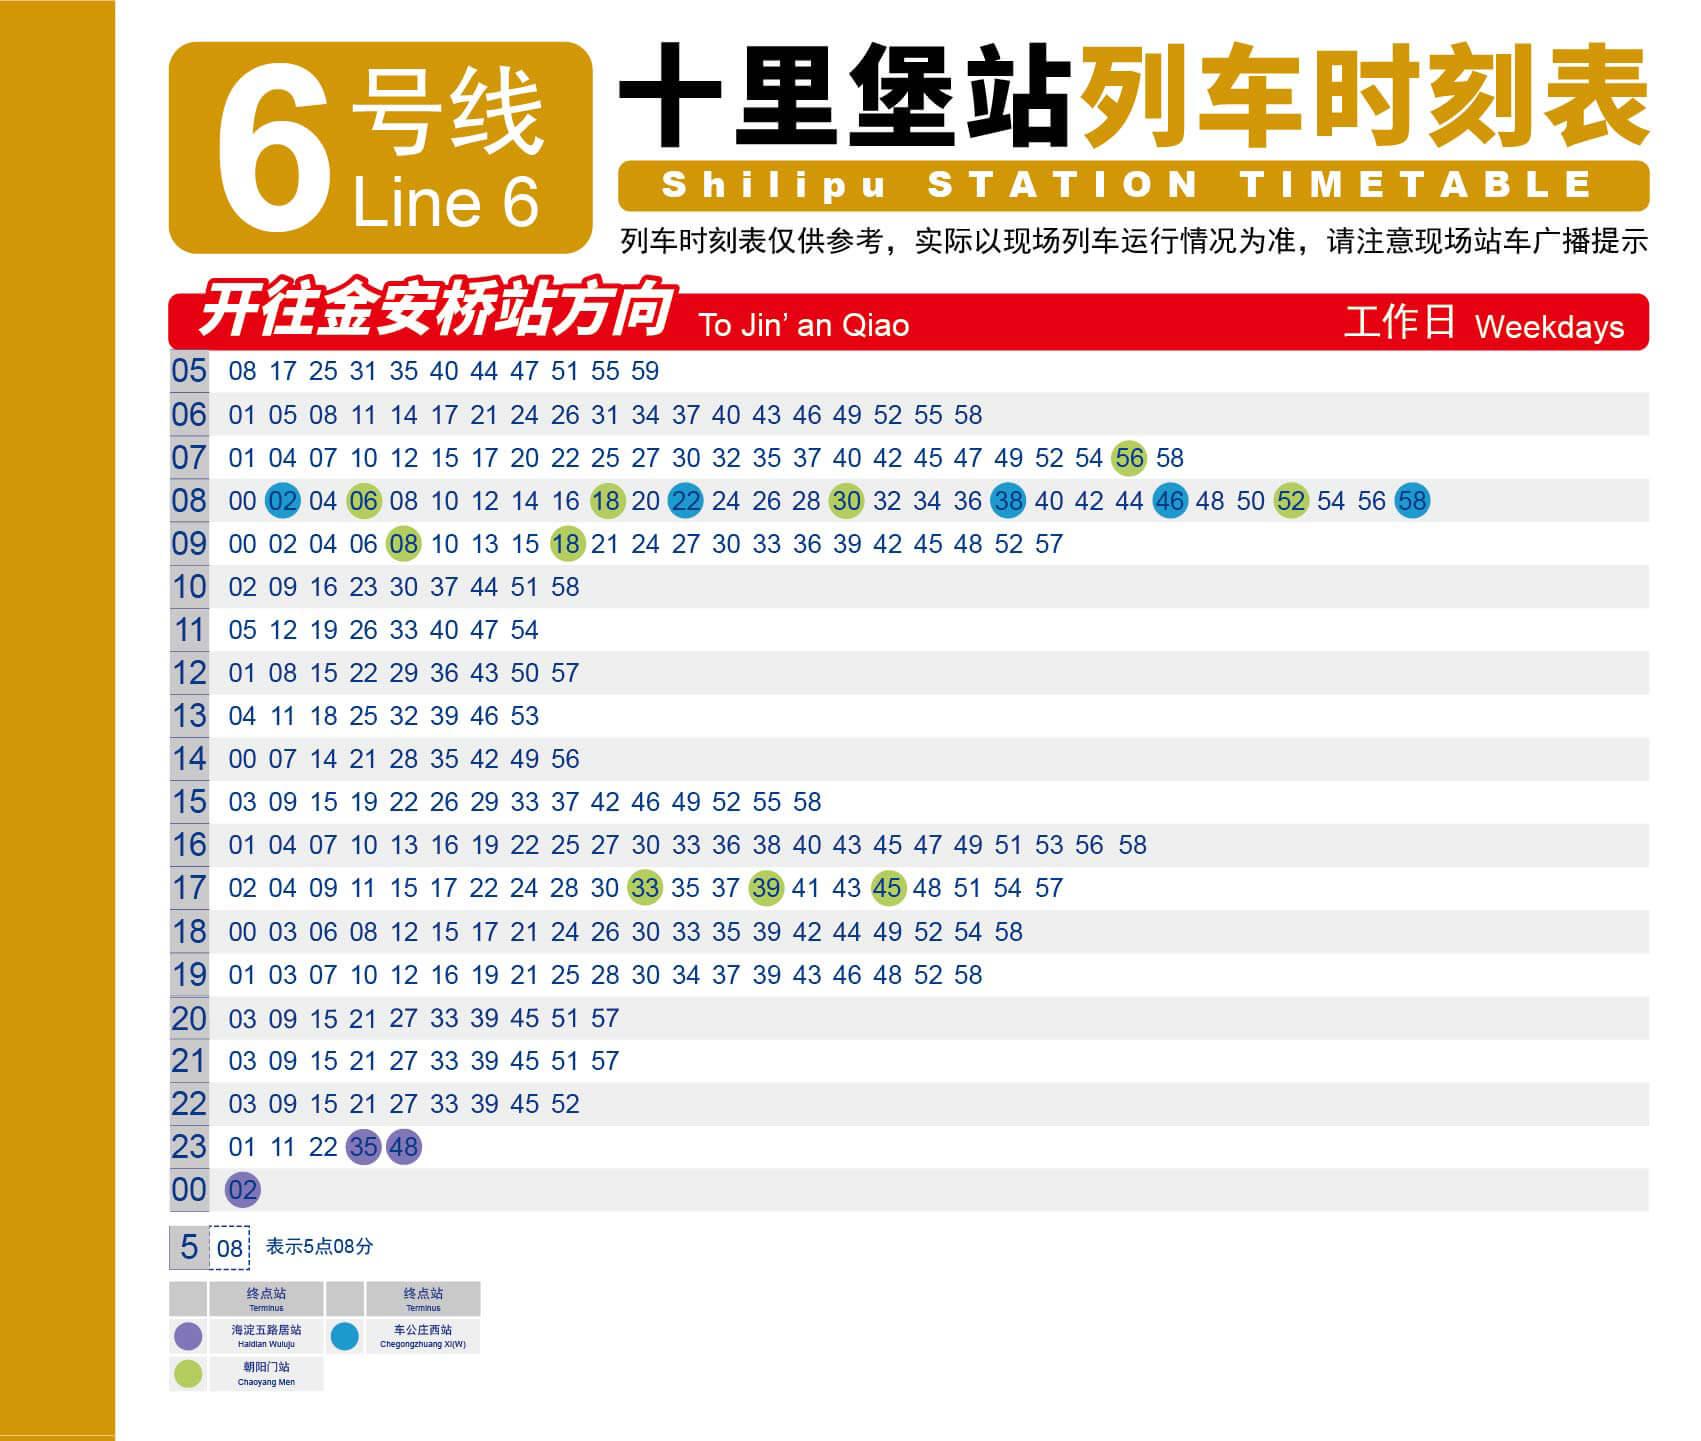 6号线
Line 6
十里堡站列车时刻表
Shilipu STATION TIMETABLE
列车时刻表仅供参考，实际以现场列车运行情况为准，请注意现场站车广播提示
开往金安桥站方向 To Jin’ an Qiao 工作日 Weekdays
05 08 17 25 31 35 40 44 47 51 55 59
06 01 05 08 11 14 17 21 24 26 31 34 37 40 43 46 49 52 55 58
07 01 04 07 10 12 15 17 20 22 25 27 30 32 35 37 40 42 45 47 49 52 54 56 58
08 00 02 04 06 08 10 12 14 16 18 20 22 24 26 28 30 32 34 36 38 40 42 44 46 48 50 52 54 56 58
09 00 02 04 06 08 10 13 15 18 21 24 27 30 33 36 39 42 45 48 52 57
10 02 09 16 23 30 37 44 51 58
11 05 12 19 26 33 40 47 54
12 01 08 15 22 29 36 43 50 57
13 04 11 18 25 32 39 46 53
14 00 07 14 21 28 35 42 49 56
15 03 09 15 19 22 26 29 33 37 42 46 49 52 55 58
16 01 04 07 10 13 16 19 22 25 27 30 33 36 38 40 43 45 47 49 51 53 56 58
17 02 04 09 11 15 17 22 24 28 30 33 35 37 39 41 43 45 48 51 54 57
18 00 03 06 08 12 15 17 21 24 26 30 33 35 39 42 44 49 52 54 58
19 01 03 07 10 12 16 19 21 25 28 30 34 37 39 43 46 48 52 58
20 03 09 15 21 27 33 39 45 51 57
21 03 09 15 21 27 33 39 45 51 57
22 03 09 15 21 27 33 39 45 52
23 01 11 22 35 48
00 02
5 08 表示5点08分
终点站 终点站
Terminus Terminus
海淀五路居站 车公庄西站
Haidian Wuluju Chegongzhuang Xi(W)
朝阳门站
Chaoyang Men